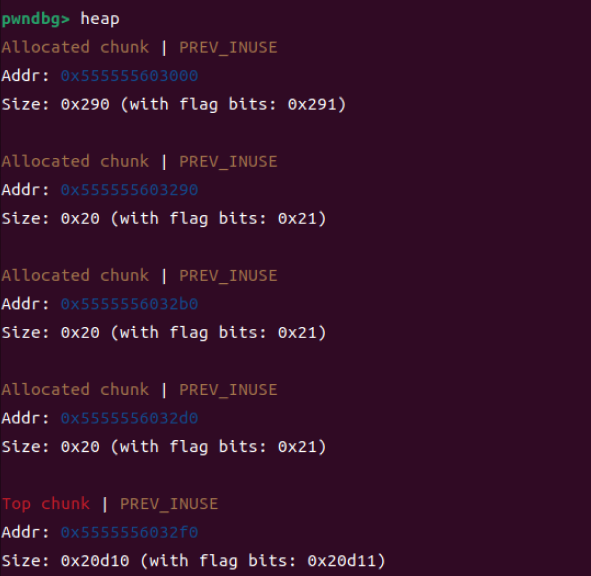 pwndbg> heap
Allocated chunk | PREV_INUSE
Addr: 0x555555603000
Size: 0x290 (with flag bits: 0x291)
Allocated chunk | PREV_INUSE
Addr: 0x555555603290
Size: 0x20 (with flag bits: 0x21)
Allocated chunk | PREV_INUSE
Addr: 0x5555556032b0
Size: 0x20 (with flag bits: 0x21)
Allocated chunk | PREV_INUSE
Addr: 0x5555556032d0
Size: 0x20 (with flag bits: 0x21)
Top chunk | PREV_INUSE
Addr: 0x5555556032f0
Size: 0x20d10 (with flag bits: 0x20d11)